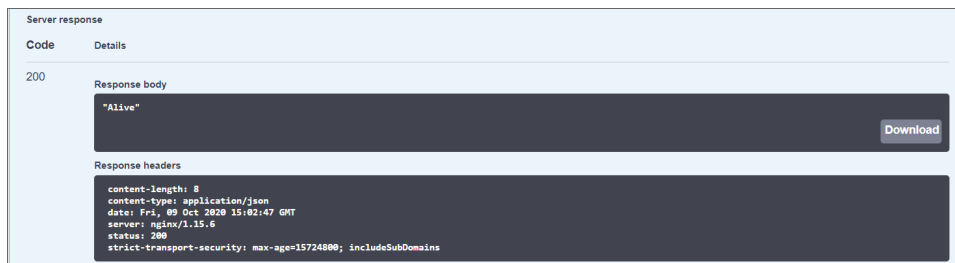 Server response
Code Details
200
Response body
"Alive"
Download
Response headers
content-length: 8
content-type: application/json
date: Fri, 09 Oct 2020 15:02:47 GMT
server: nginx/1.15.6
status: 200
strict-transport-security: max-age=15724800; includeSubDomains